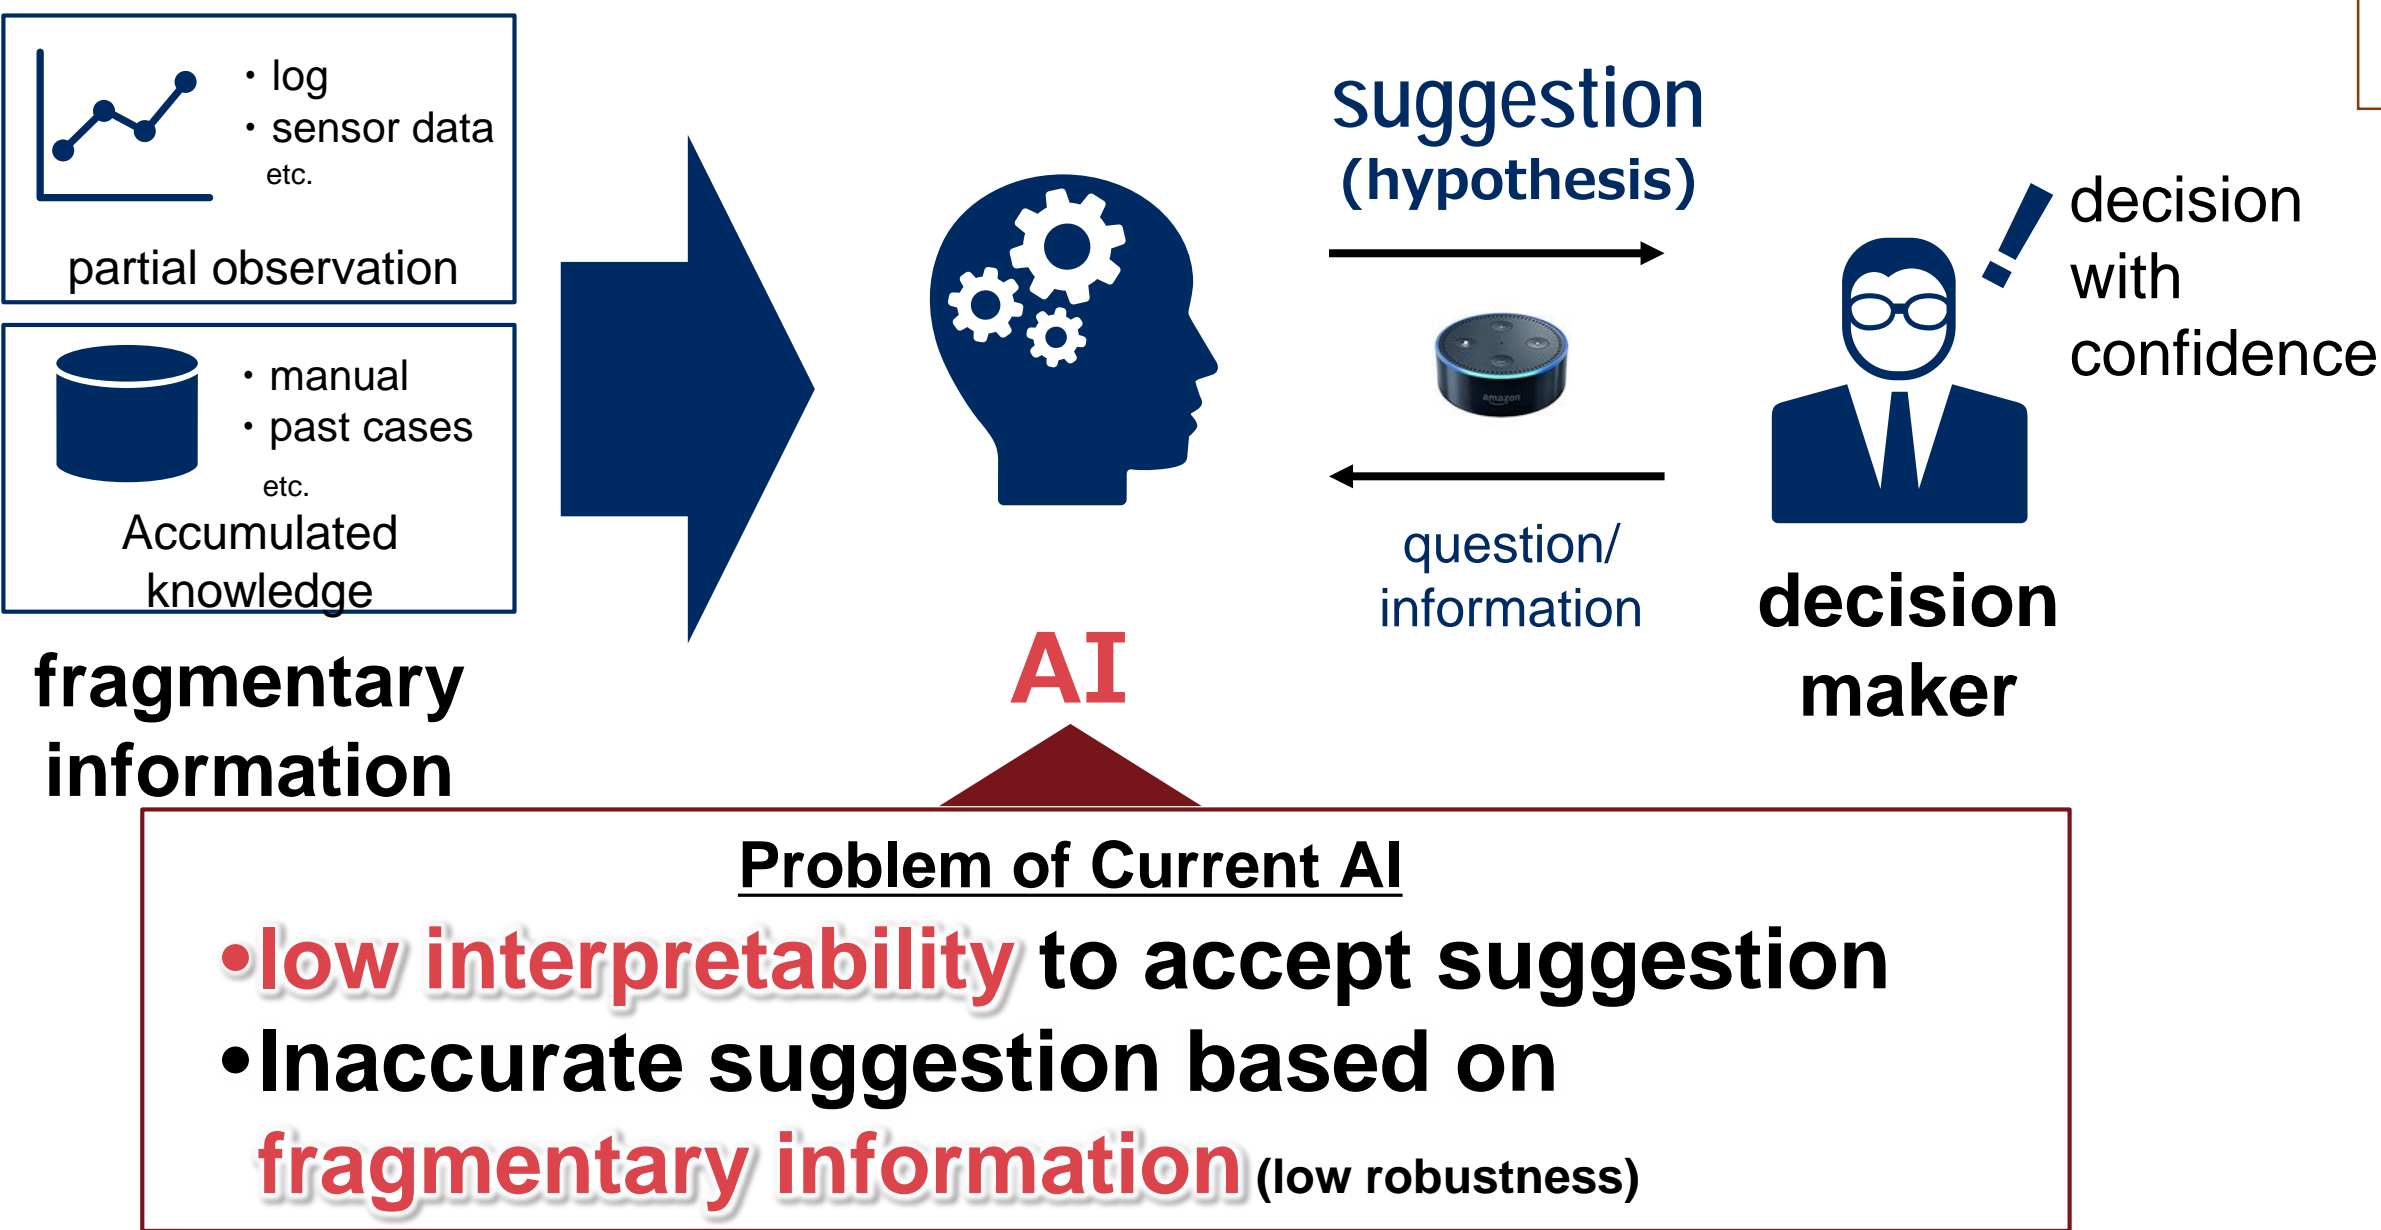 ・log
・sensor data
etc.
partial observation
・manual
・past cases
etc.
Accumulated
knowledge
fragmentary
information
AI
suggestion
(hypothesis)
amazon
question/
information
decision
with
confidence
decision
maker
Problem of Current AI
•low interpretability to accept suggestion
•Inaccurate suggestion based on
fragmentary information (low robustness)